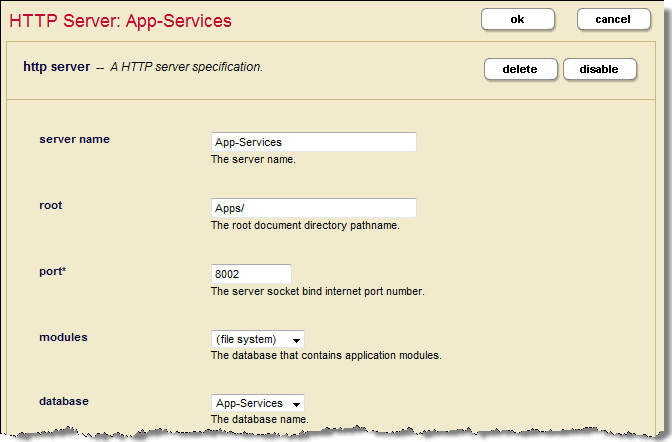 HTTP Server: App-Services
ok
cancel
http server -- A HTTP server specification.
delete
disable
server name
App-Services
The server name.
root
Apps/
The root document directory pathname.
port*
8002
The server socket bind internet port number.
modules
(file system)
The database that contains application modules.
database
App-Services
The database name.